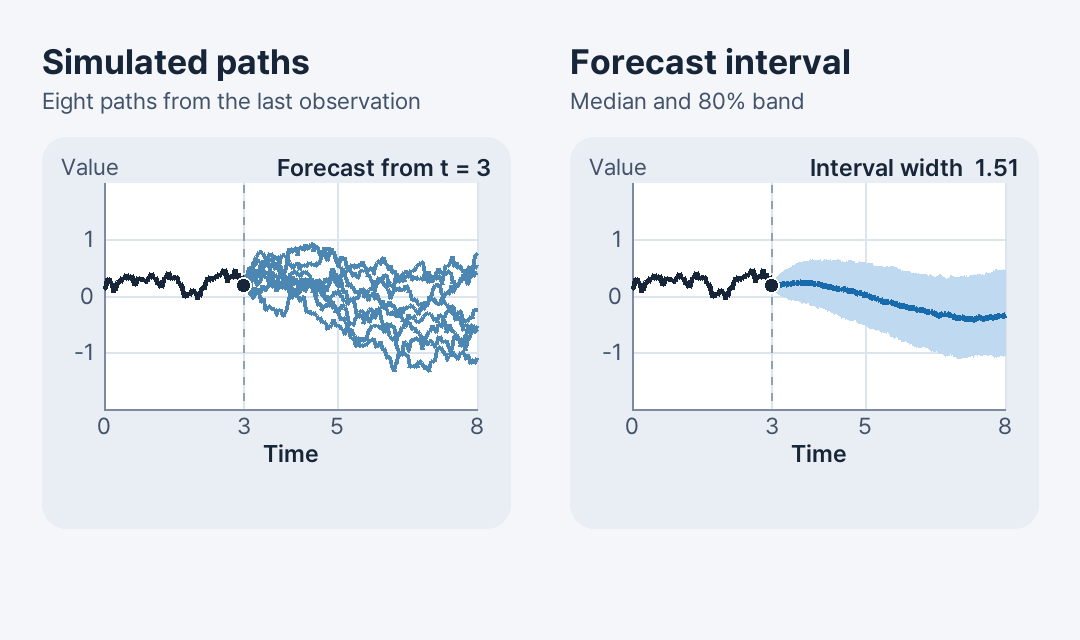 Simulated paths
Eight paths from the last observation
Value
Forecast from t = 3
1
0
-1
0 3 5 8
Time
Forecast interval
Median and 80% band
Value
Interval width 1.51
1
0
-1
0 3 5 8
Time